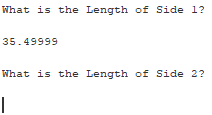 What is the Length of Side 1?
35.49999
What is the Length of Side 2?